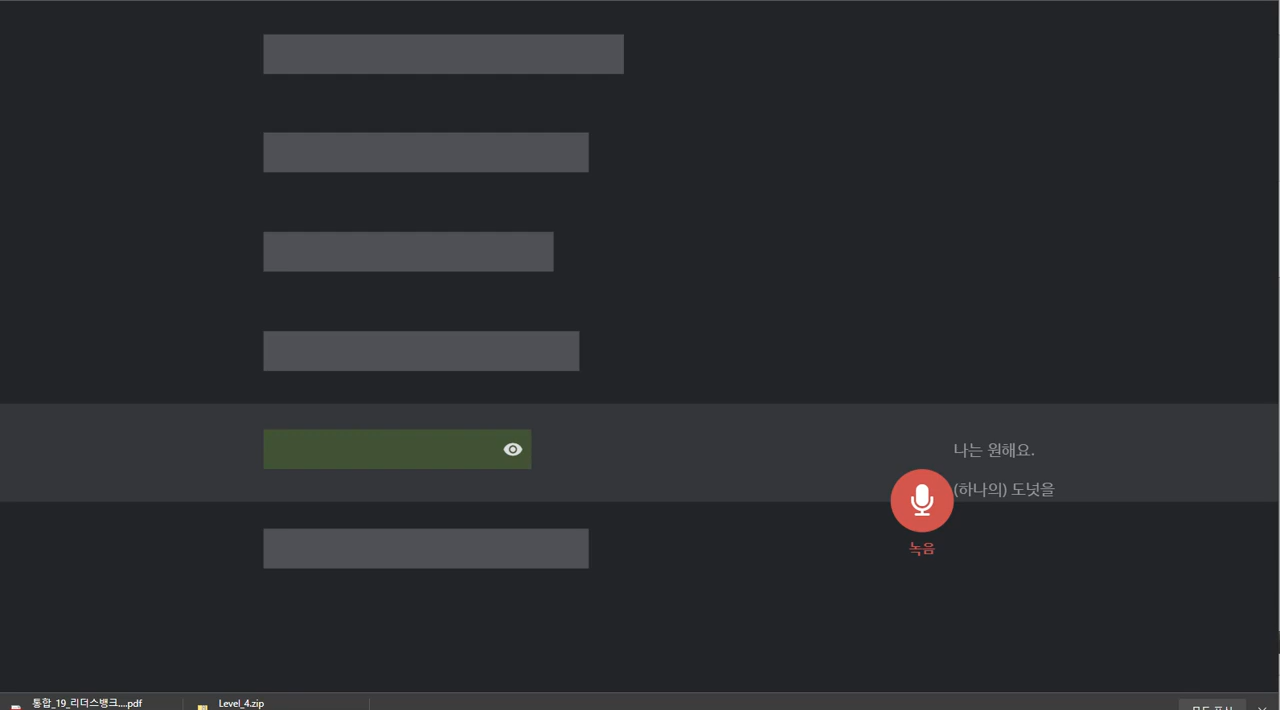 나는 원해요.
(하나의) 도넛을
녹음
통합_19_리더스뱅크....pdf
Level_4.zip